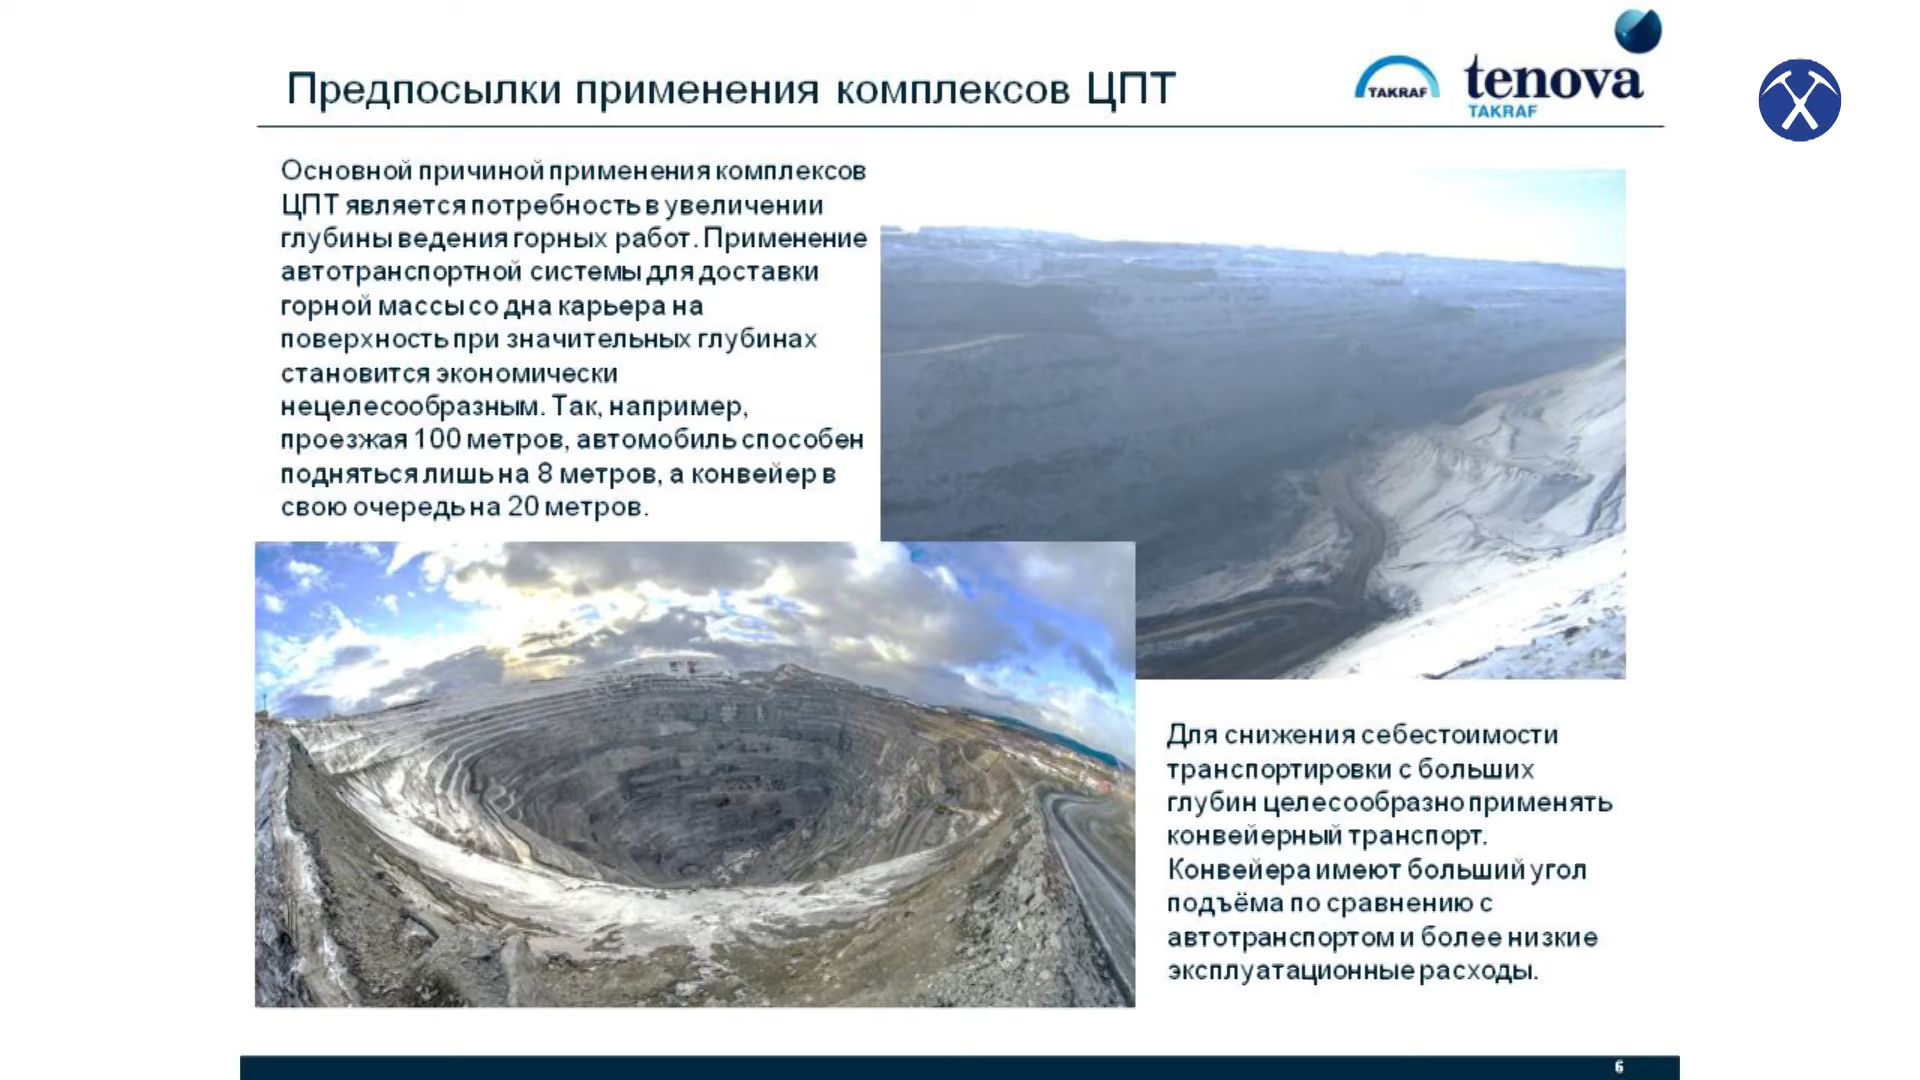 Предпосылки применения комплексов ЦПТ
TAKRAF
tenova
TAKRAF
Основной причиной применения комплексов
ЦПТ является потребность в увеличении
глубины ведения горных работ. Применение
автотранспортной системы для доставки
горной массы со дна карьера на
поверхность при значительных глубинах
становится экономически
нецелесообразным. Так, например,
проезжая 100 метров, автомобиль способен
подняться лишь на 8 метров, а конвейер в
свою очередь на 20 метров.
Для снижения себестоимости
транспортировки с больших
глубин целесообразно применять
конвейерный транспорт.
Конвейера имеют больший угол
подъёма по сравнению с
автотранспортом и более низкие
эксплуатационные расходы.
6